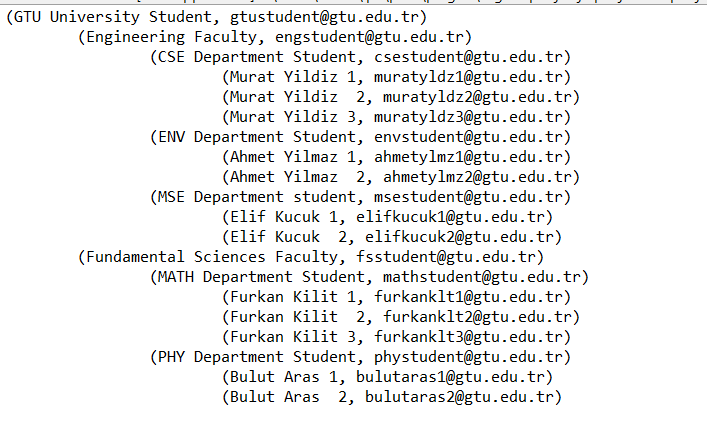 (GTU University Student, gtustudent@gtu.edu.tr)
(Engineering Faculty, engstudent@gtu.edu.tr)
(CSE Department Student, csestudent@gtu.edu.tr)
(Murat Yildiz 1, muratyldz1@gtu.edu.tr)
(Murat Yildiz  2, muratyldz2@gtu.edu.tr)
(Murat Yildiz 3, muratyldz3@gtu.edu.tr)
(ENV Department Student, envstudent@gtu.edu.tr)
(Ahmet Yilmaz 1, ahmetylmz1@gtu.edu.tr)
(Ahmet Yilmaz  2, ahmetylmz2@gtu.edu.tr)
(MSE Department student, msestudent@gtu.edu.tr)
(Elif Kucuk 1, elifkucuk1@gtu.edu.tr)
(Elif Kucuk  2, elifkucuk2@gtu.edu.tr)
(Fundamental Sciences Faculty, fsstudent@gtu.edu.tr)
(MATH Department Student, mathstudent@gtu.edu.tr)
(Furkan Kilit 1, furkanklt1@gtu.edu.tr)
(Furkan Kilit  2, furkanklt2@gtu.edu.tr)
(Furkan Kilit 3, furkanklt3@gtu.edu.tr)
(PHY Department Student, phystudent@gtu.edu.tr)
(Bulut Aras 1, bulutaras1@gtu.edu.tr)
(Bulut Aras  2, bulutaras2@gtu.edu.tr)